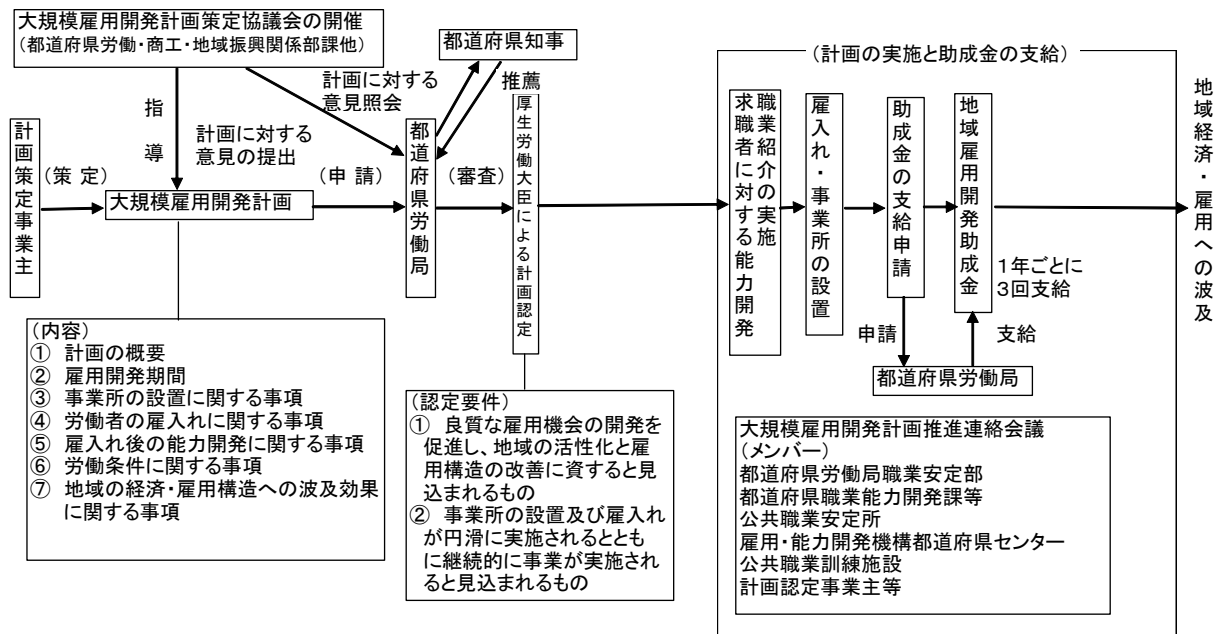 大規模雇用開発計画策定協議会の開催
(都道府県労働・商工・地域振興関係部課他)
都道府県知事
(計画の実施と助成金の支給)
指導
計画に対する
意見の提出
計画に対する
意見照会
推薦
計画策定事業主
(策 定)
大規模雇用開発計画
(申 請)
都道府県労働局
(審査)
厚生労働大臣による計画認定
職業紹介の実施
求職者に対する能力開発
雇入れ・事業所の設置
助成金の支給申請
地域雇用開発助成金
1年ごとに
3回支給
地域経済・雇用への波及
申請
支給
都道府県労働局
(内容)
① 計画の概要
② 雇用開発期間
③ 事業所の設置に関する事項
④ 労働者の雇入れに関する事項
⑤ 雇入れ後の能力開発に関する事項
⑥ 労働条件に関する事項
⑦ 地域の経済・雇用構造への波及効果
に関する事項
(認定要件)
① 良質な雇用機会の開発を
促進し、地域の活性化と雇
用構造の改善に資すると見
込まれるもの
② 事業所の設置及び雇入れ
が円滑に実施されるととも
に継続的に事業が実施され
ると見込まれるもの
大規模雇用開発計画推進連絡会議
(メンバー)
都道府県労働局職業安定部
都道府県職業能力開発課等
公共職業安定所
雇用・能力開発機構都道府県センター
公共職業訓練施設
計画認定事業主等